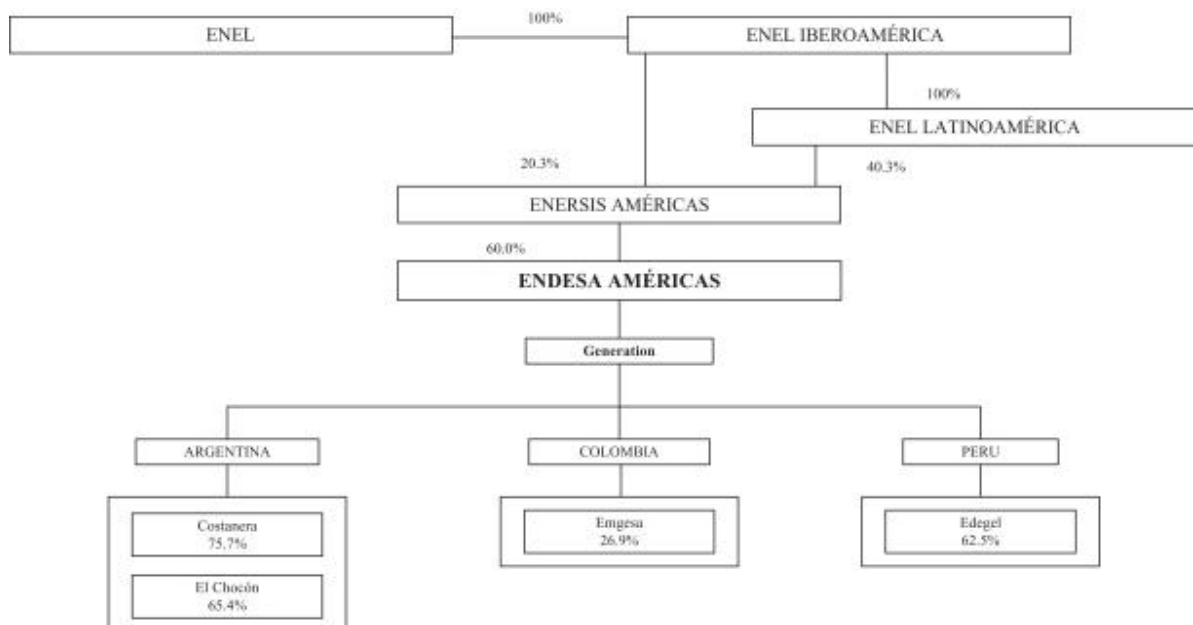 100%
ENEL
ENEL IBEROAMÉRICA
100%
ENEL LATINOAMÉRICA
20.3%
40.3%
ENERSIS AMÉRICAS
60.0%
ENDESA AMÉRICAS
Generation
ARGENTINA
COLOMBIA
PERU
Costanera
75.7%
Emgesa
26.9%
Edegel
62.5%
El Chocón
65.4%